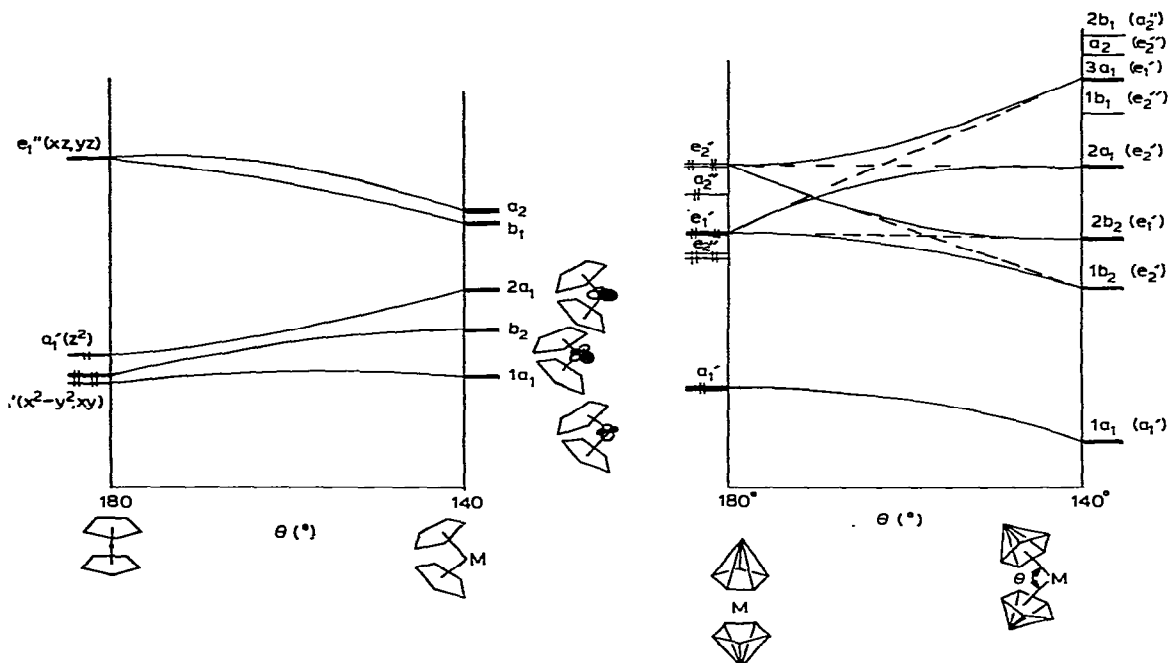 e₁″(xz,yz)
a₁′(z²)
′(x²-y²,xy)
a₂
b₁
2a₁
b₂
1a₁
180
140
θ (°)
M
e₂′
a₂″
e₁′
e₂″
a₁′
2b₁ (a₂″)
a₂ (e₂″)
3a₁ (e₁′)
1b₁ (e₂″)
2a₁ (e₂′)
2b₂ (e₁′)
1b₂ (e₂′)
1a₁ (a₁′)
180°
140°
θ (°)
M
θ M